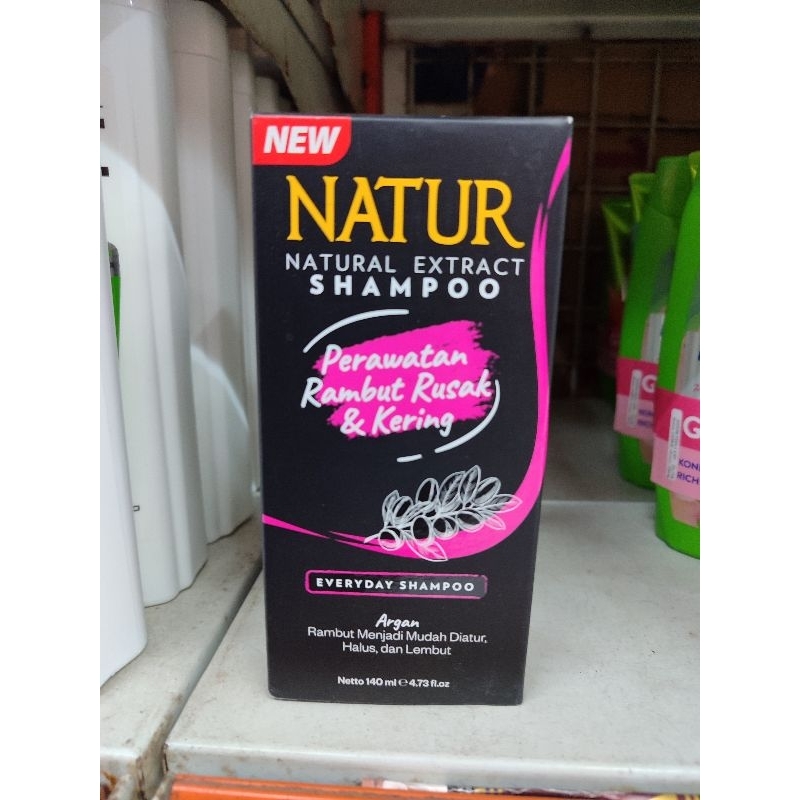 NEW
NATUR
NATURAL EXTRACT
SHAMPOO
Perawatan
Rambut Rusak
& Kering
EVERYDAY SHAMPOO
Argan
Rambut Menjadi Mudah Diatur,
Halus, dan Lembut
Netto 140 ml ℮ 4.73 fl.oz